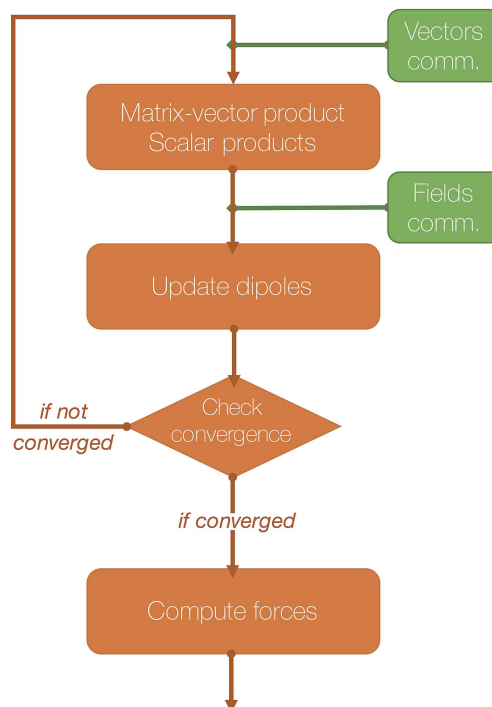 Vectors
comm.
Matrix-vector product
Scalar products
Fields
comm.
Update dipoles
Check
convergence
if not
converged
if converged
Compute forces